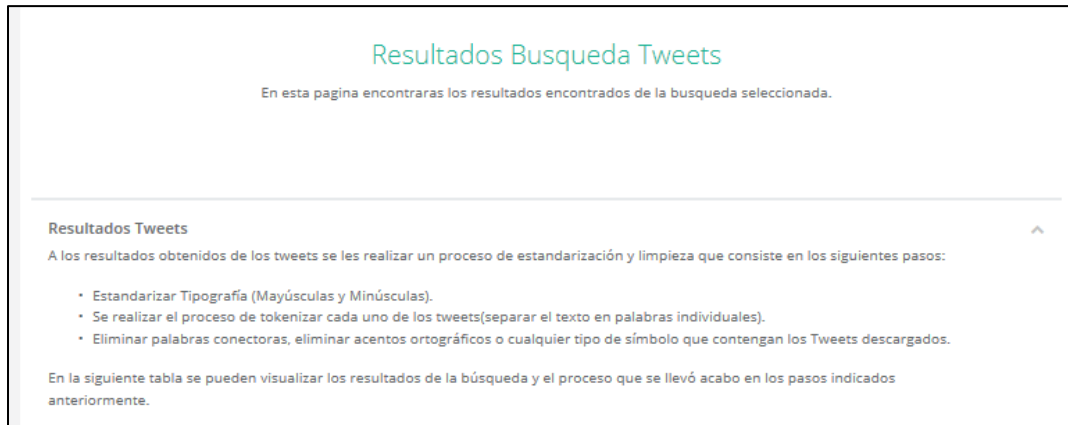 Resultados Busqueda Tweets
En esta pagina encontraras los resultados encontrados de la busqueda seleccionada.
Resultados Tweets
A los resultados obtenidos de los tweets se les realizar un proceso de estandarización y limpieza que consiste en los siguientes pasos:
• Estandarizar Tipografía (Mayúsculas y Minúsculas).
• Se realizar el proceso de tokenizar cada uno de los tweets(separar el texto en palabras individuales).
• Eliminar palabras conectoras, eliminar acentos ortográficos o cualquier tipo de símbolo que contengan los Tweets descargados.
En la siguiente tabla se pueden visualizar los resultados de la búsqueda y el proceso que se llevó acabo en los pasos indicados
anteriormente.